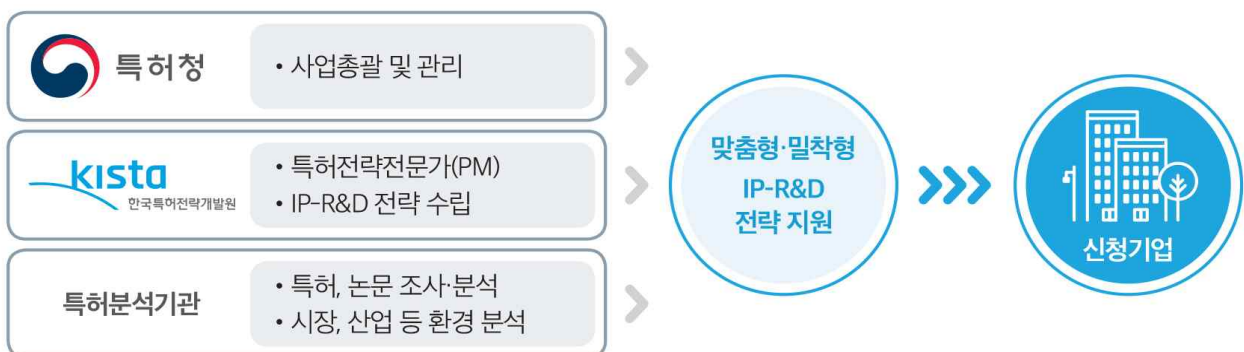 특허청
• 사업총괄 및 관리
kista
한국특허전략개발원
• 특허전략전문가(PM)
• IP-R&D 전략 수립
특허분석기관
• 특허, 논문 조사·분석
• 시장, 산업 등 환경 분석
맞춤형·밀착형
IP-R&D
전략 지원
신청기업